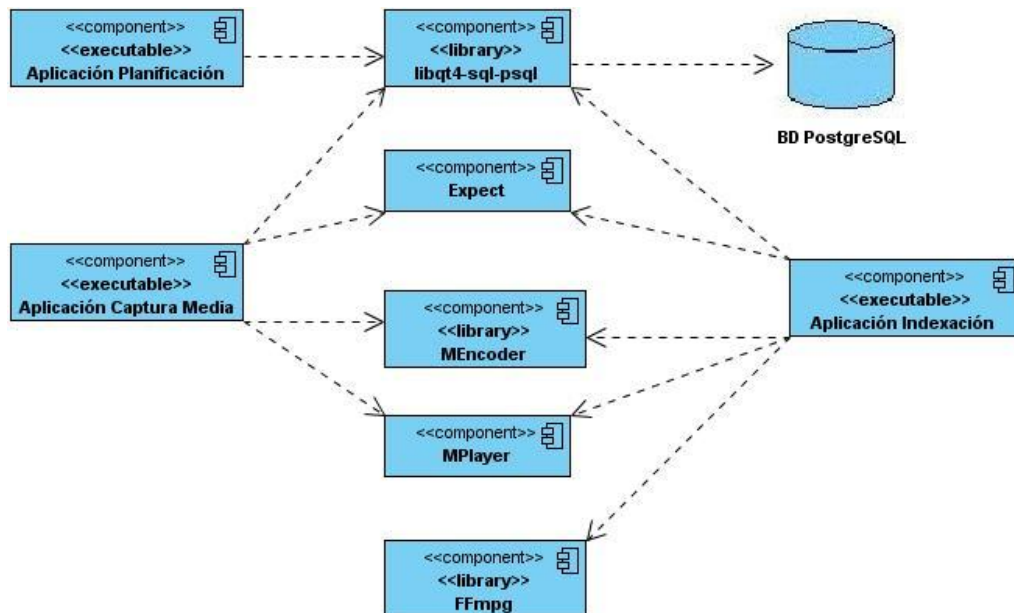 <<component>>
<<executable>>
Aplicación Planificación
<<component>>
<<library>>
libqt4-sql-psql
BD PostgreSQL
<<component>>
Expect
<<component>>
<<executable>>
Aplicación Captura Media
<<component>>
<<executable>>
Aplicación Indexación
<<component>>
<<library>>
MEncoder
<<component>>
MPlayer
<<component>>
<<library>>
FFmpg